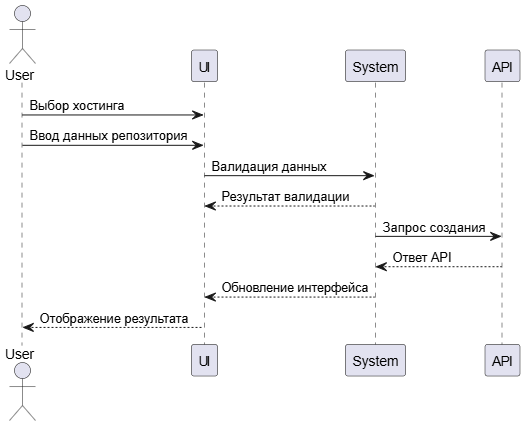 User
UI
System
API
Выбор хостинга
Ввод данных репозитория
Валидация данных
Результат валидации
Запрос создания
Ответ API
Обновление интерфейса
Отображение результата
User
UI
System
API